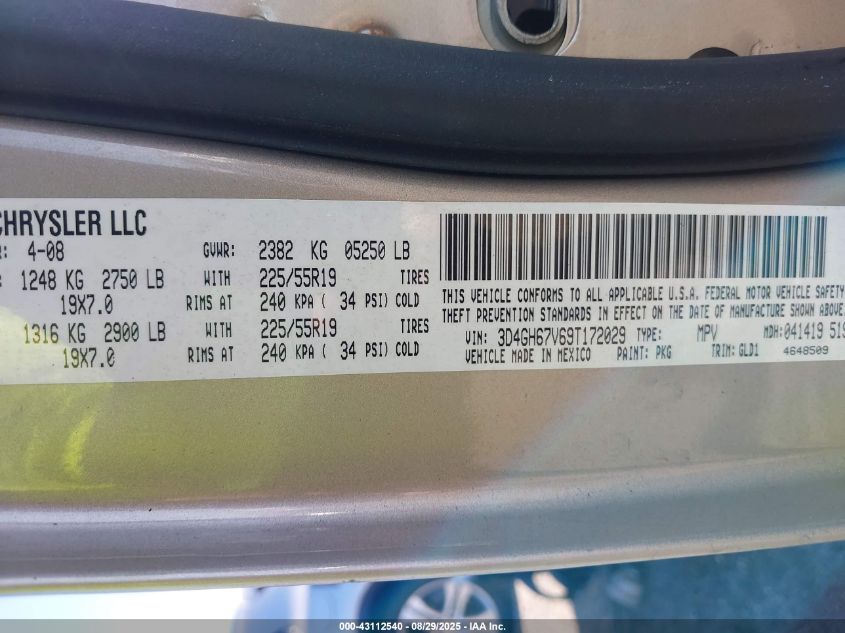 CHRYSLER LLC
R: 4-08 GVWR: 2382 KG 05250 LB
: 1248 KG 2750 LB WITH 225/55R19 TIRES
19X7.0 RIMS AT 240 KPA ( 34 PSI) COLD
1316 KG 2900 LB WITH 225/55R19 TIRES
19X7.0 RIMS AT 240 KPA ( 34 PSI) COLD
THIS VEHICLE CONFORMS TO ALL APPLICABLE U.S.A. FEDERAL MOTOR VEHICLE SAFETY
THEFT PREVENTION STANDARDS IN EFFECT ON THE DATE OF MANUFACTURE SHOWN ABOVE.
VIN: 3D4GH67V69T172029 TYPE: MPV MDH:041419 519
VEHICLE MADE IN MEXICO PAINT: PKG TRIM: GLD1 4648509
000-43112540 - 08/29/2025 - IAA Inc.